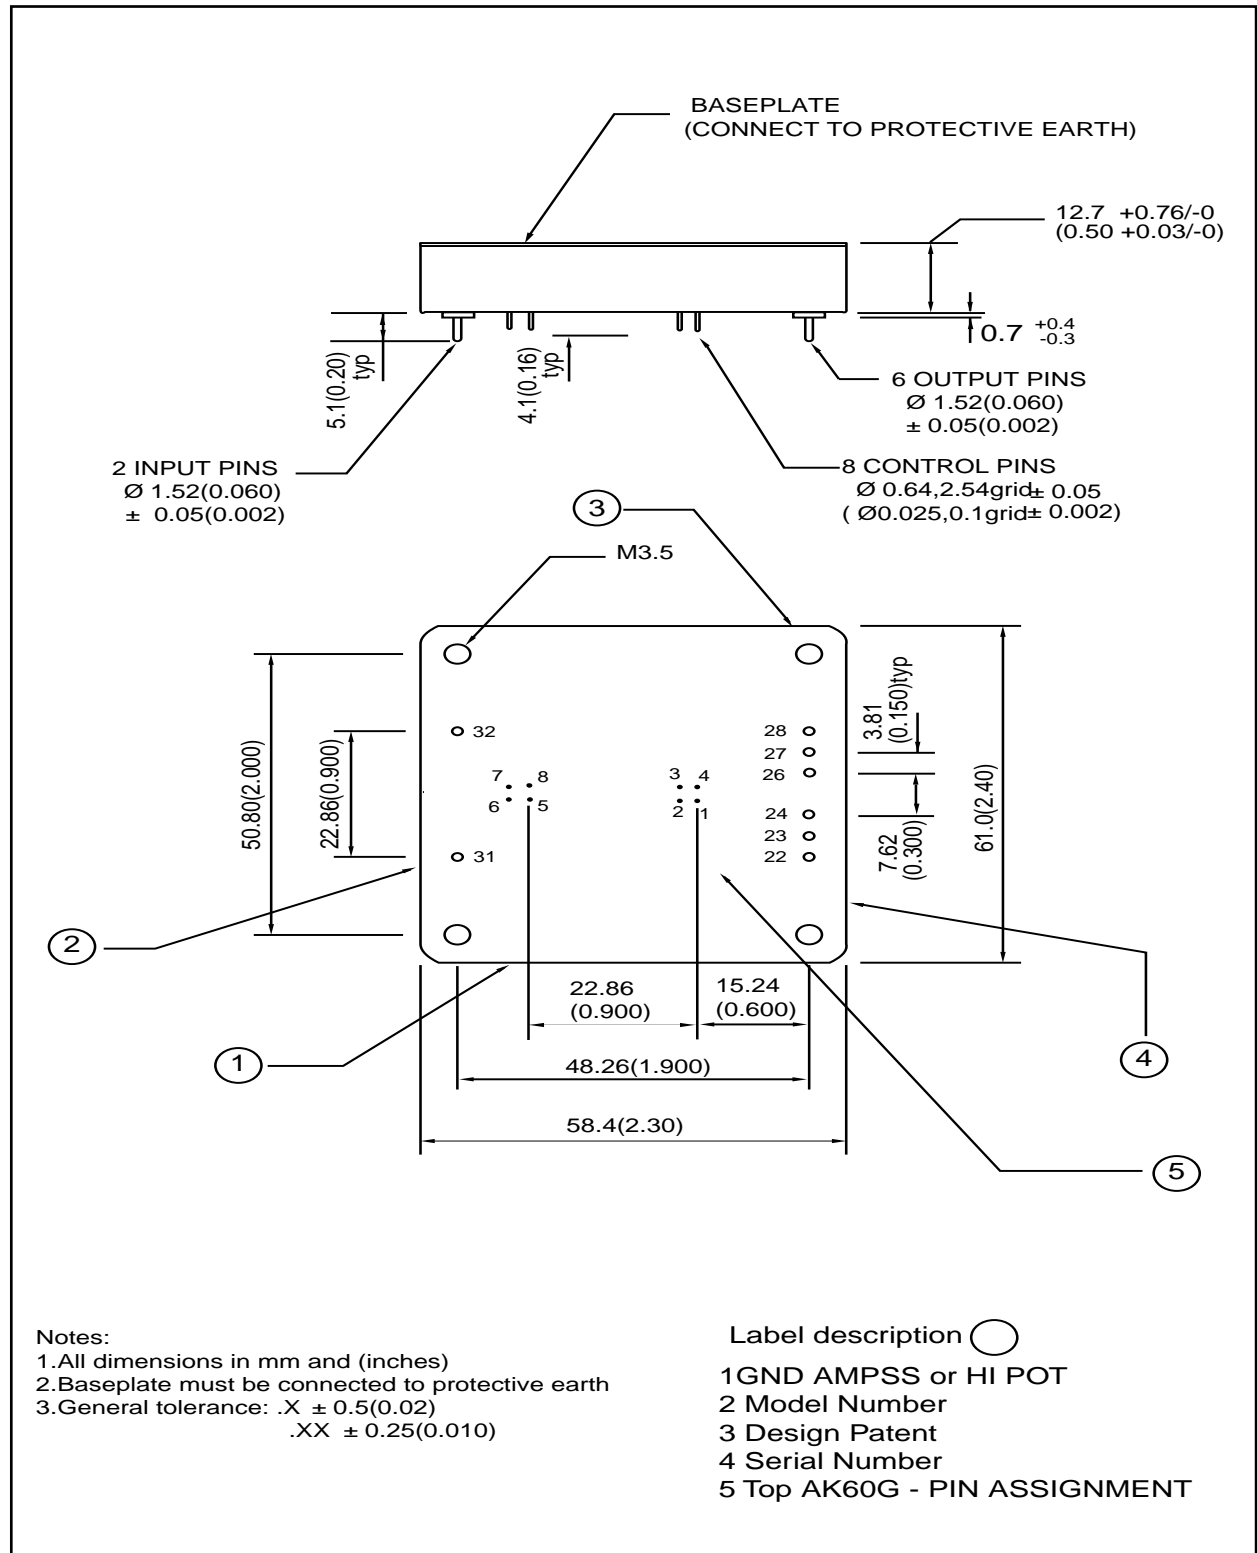 BASEPLATE
(CONNECT TO PROTECTIVE EARTH)
12.7 +0.76/-0
(0.50 +0.03/-0)
0.7 +0.4
-0.3
5.1(0.20)
typ
4.1(0.16)
typ
6 OUTPUT PINS
Ø 1.52(0.060)
± 0.05(0.002)
2 INPUT PINS
Ø 1.52(0.060)
± 0.05(0.002)
8 CONTROL PINS
Ø 0.64,2.54grid± 0.05
( Ø0.025,0.1grid± 0.002)
3
M3.5
50.80(2.000)
22.86(0.900)
32
31
7 8
6 5
3 4
2 1
28
27
26
24
23
22
3.81
(0.150)typ
7.62
(0.300)
61.0(2.40)
2
22.86
(0.900)
15.24
(0.600)
1
48.26(1.900)
4
58.4(2.30)
5
Notes:
1.All dimensions in mm and (inches)
2.Baseplate must be connected to protective earth
3.General tolerance: .X ± 0.5(0.02)
.XX ± 0.25(0.010)
Label description
1GND AMPSS or HI POT
2 Model Number
3 Design Patent
4 Serial Number
5 Top AK60G - PIN ASSIGNMENT